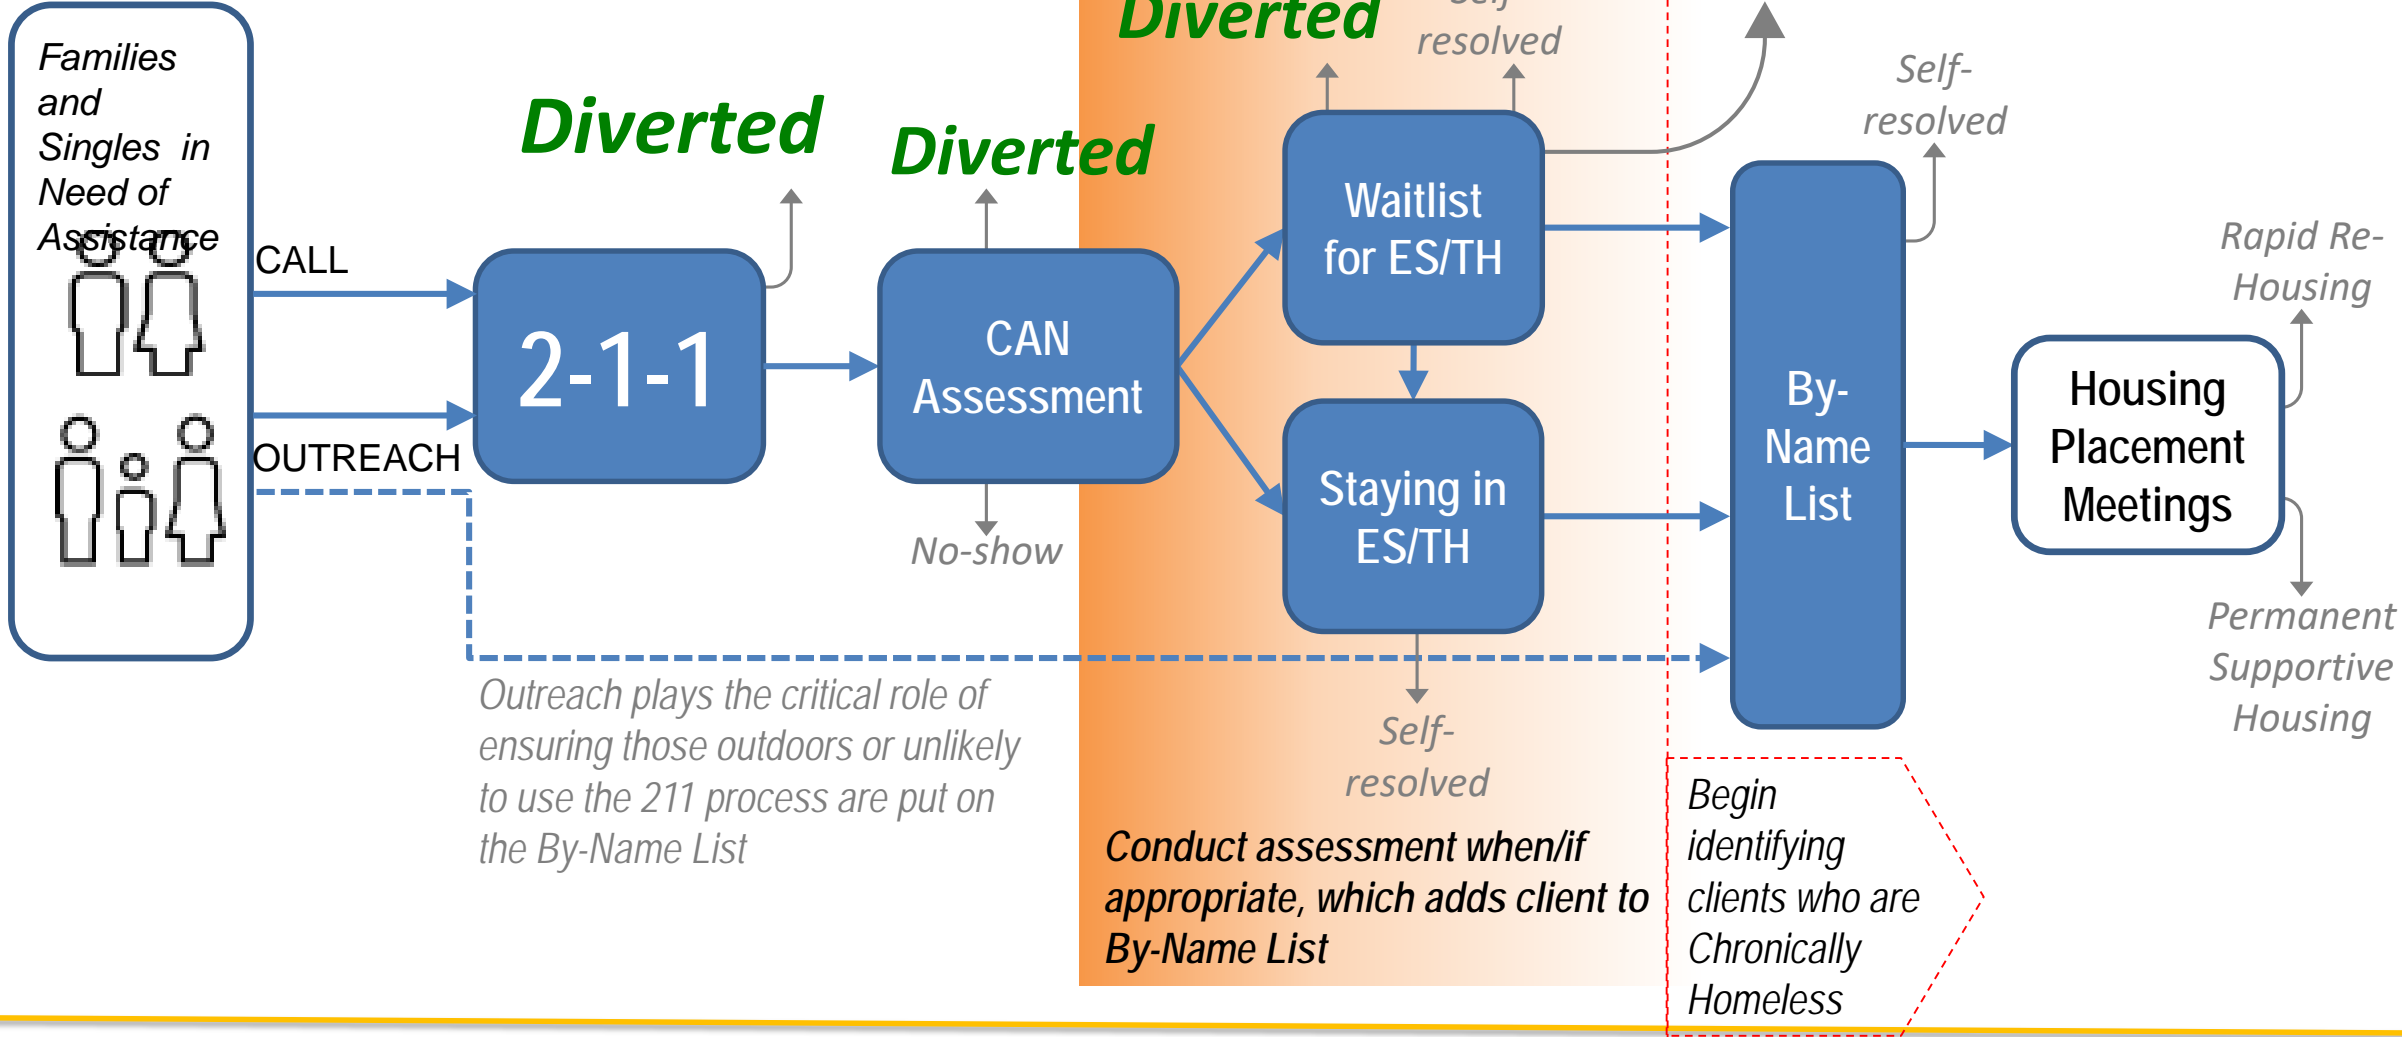 Families
and
Singles in
Need of
Assistance
CALL
OUTREACH
Diverted
2-1-1
Diverted
CAN
Assessment
No-show
Outreach plays the critical role of
ensuring those outdoors or unlikely
to use the 211 process are put on
the By-Name List
Diverted
Self-
resolved
Waitlist
for ES/TH
Staying in
ES/TH
Self-
resolved
Conduct assessment when/if
appropriate, which adds client to
By-Name List
Self-
resolved
By-
Name
List
Begin
identifying
clients who are
Chronically
Homeless
Housing
Placement
Meetings
Rapid Re-
Housing
Permanent
Supportive
Housing